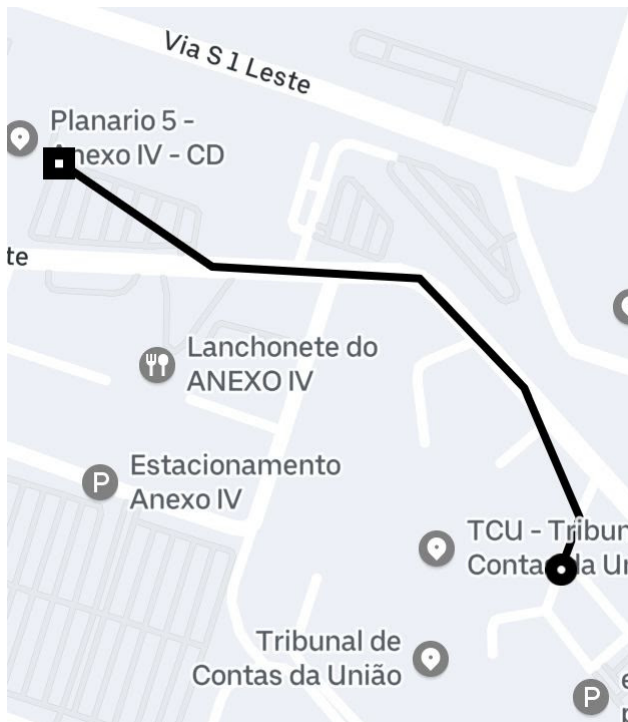 Via S 1 Leste
Planario 5 -
Anexo IV - CD
te
Lanchonete do
ANEXO IV
Estacionamento
Anexo IV
P
TCU - Tribun
Contas da Un
Tribunal de
Contas da União
P